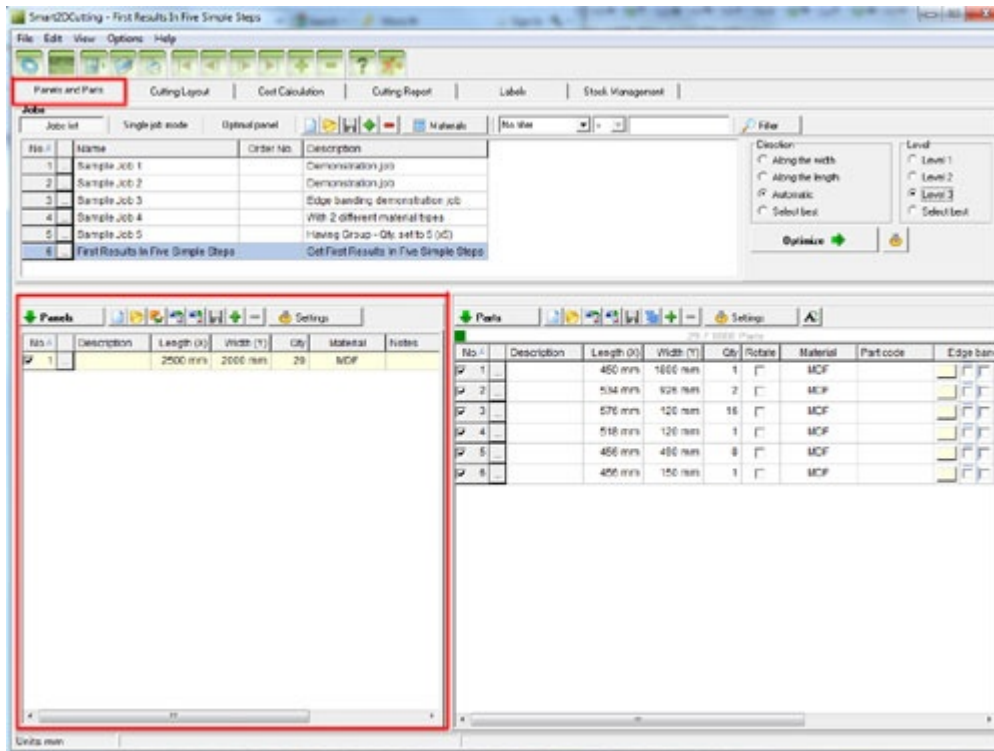 Smart2DCutting - First Results In Five Simple Steps
File Edit View Options Help
Panels and Parts Cutting Layout Cost Calculation Cutting Report Labels Stock Management
Jobs
Jobs list Single job mode Optimal panel Materials No filter Filter
No. Name Order No. Description
1 Sample Job 1 Demonstration job
2 Sample Job 2 Demonstration job
3 Sample Job 3 Edge banding demonstration job
4 Sample Job 4 With 2 different material types
5 Sample Job 5 Having Group - Qty. set to 5 (x5)
6 First Results In Five Simple Steps Get First Results In Five Simple Steps
Direction
Along the width
Along the length
Automatic
Select best
Level
Level 1
Level 2
Level 3
Select best
Optimize
Panels Settings
No. Description Length (X) Width (Y) Qty Material Notes
1 ... 2500 mm 2000 mm 20 MDF
Parts Settings
Parts
No. Description Length (X) Width (Y) Qty Rotate Material Part code Edge band
1 ... 450 mm 1800 mm 1 MDF
2 ... 534 mm mm 2 MDF
3 ... 576 mm 120 mm 16 MDF
4 ... 518 mm 120 mm 1 MDF
5 ... 456 mm mm 8 MDF
6 ... 456 mm 150 mm 1 MDF
Units: mm